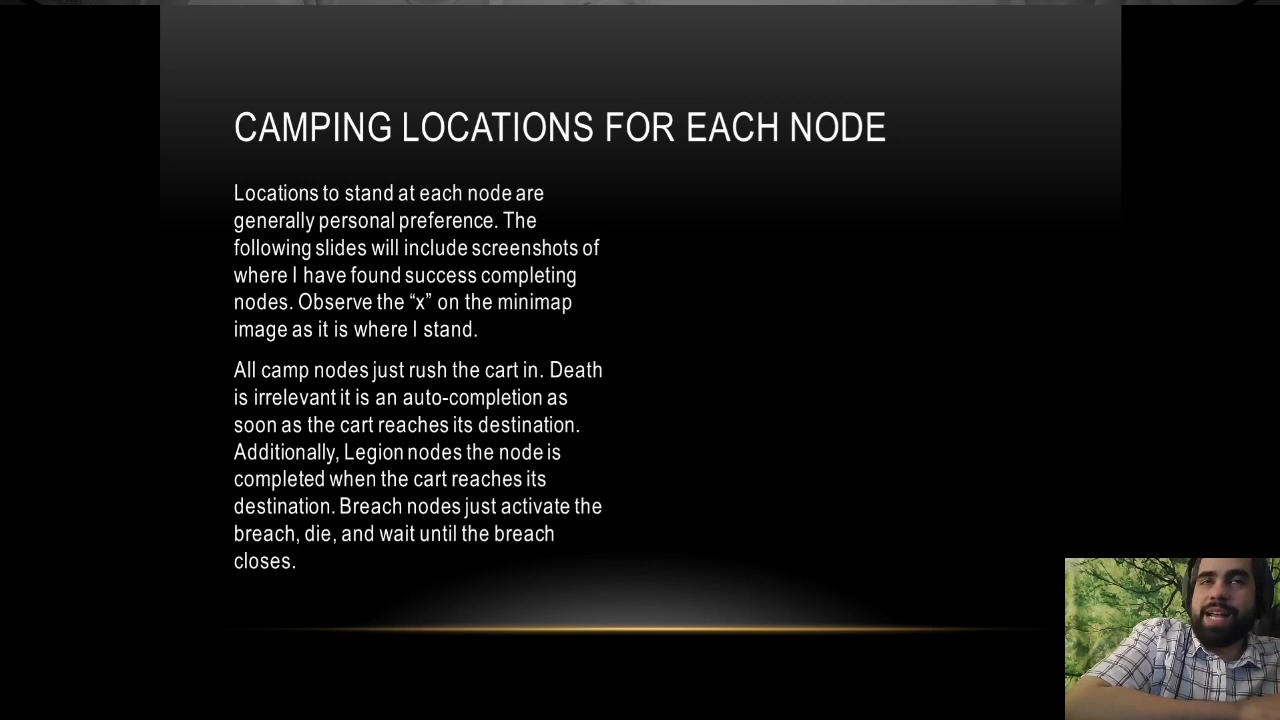 CAMPING LOCATIONS FOR EACH NODE
Locations to stand at each node are
generally personal preference. The
following slides will include screenshots of
where I have found success completing
nodes. Observe the “x” on the minimap
image as it is where I stand.
All camp nodes just rush the cart in. Death
is irrelevant it is an auto-completion as
soon as the cart reaches its destination.
Additionally, Legion nodes the node is
completed when the cart reaches its
destination. Breach nodes just activate the
breach, die, and wait until the breach
closes.